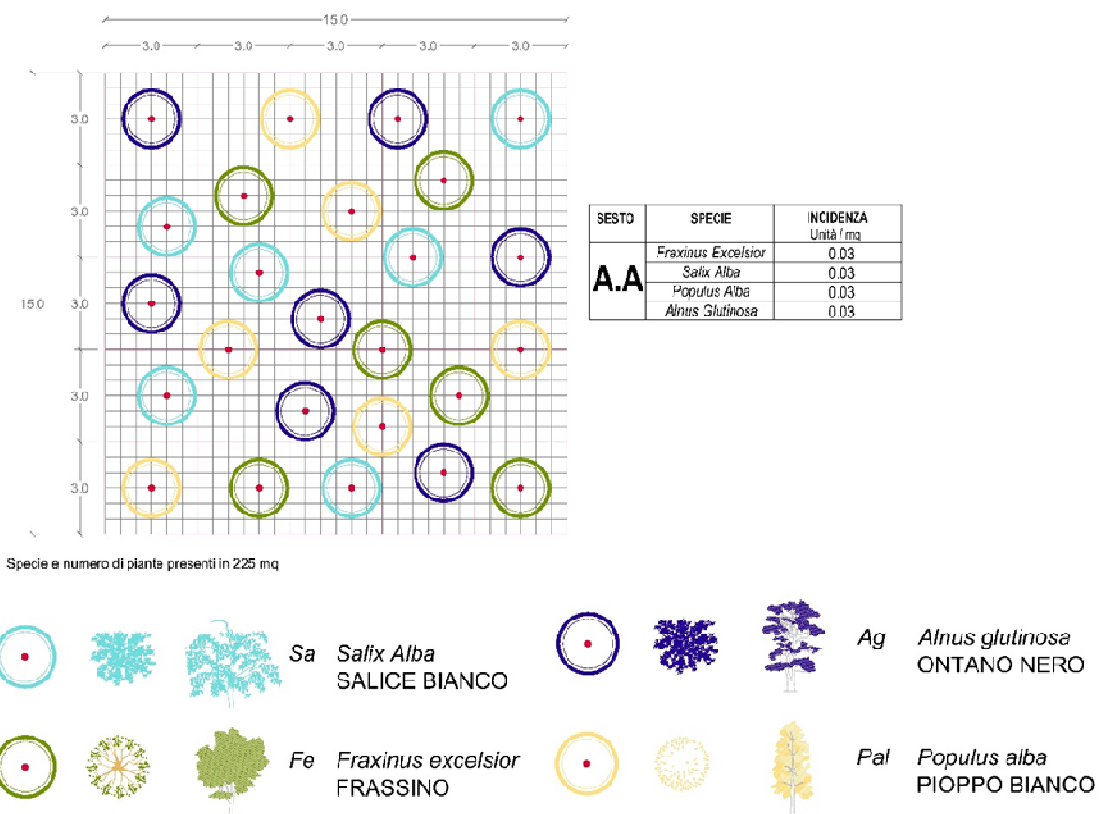 15.0
3.0 3.0 3.0 3.0 3.0
3.0
3.0
15.0 3.0
3.0
3.0
SESTO SPECIE INCIDENZA
Unità / mq
A.A
Fraxinus Excelsior 0.03
Salix Alba 0.03
Populus Alba 0.03
Alnus Glutinosa 0.03
Specie e numero di piante presenti in 225 mq
Sa Salix Alba
SALICE BIANCO
Ag Alnus glutinosa
ONTANO NERO
Fe Fraxinus excelsior
FRASSINO
Pal Populus alba
PIOPPO BIANCO